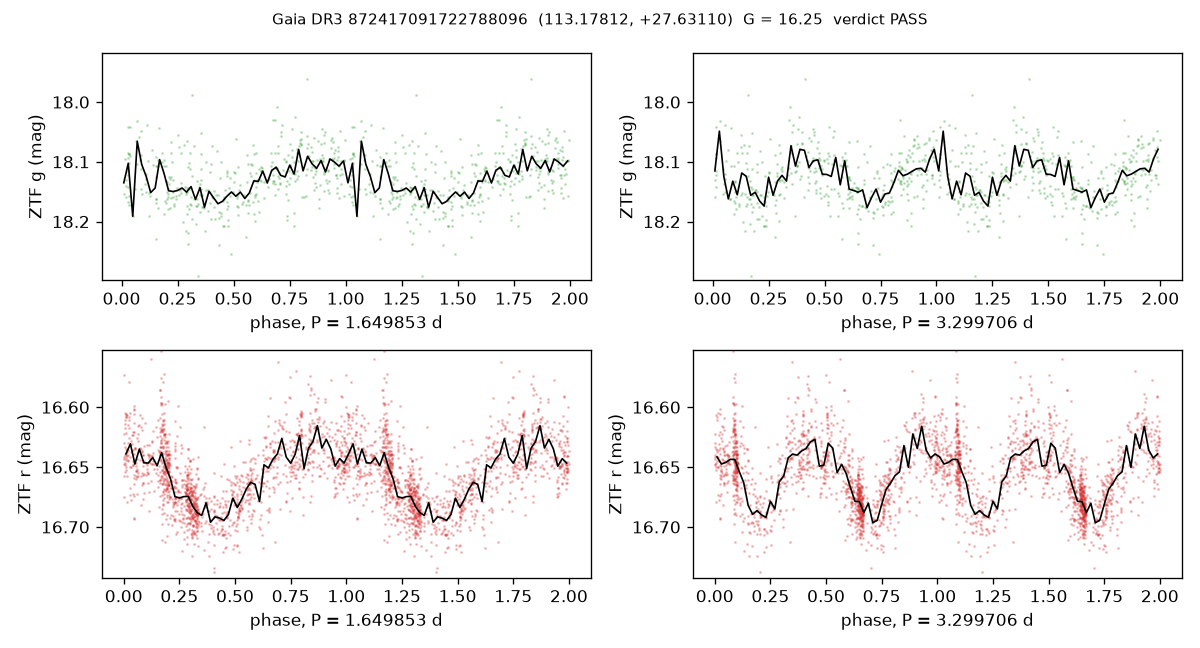 Gaia DR3 872417091722788096 (113.17812, +27.63110) G = 16.25 verdict PASS
ZTF g (mag)
18.0
18.1
18.2
0.00 0.25 0.50 0.75 1.00 1.25 1.50 1.75 2.00
phase, P = 1.649853 d
ZTF g (mag)
18.0
18.1
18.2
0.00 0.25 0.50 0.75 1.00 1.25 1.50 1.75 2.00
phase, P = 3.299706 d
ZTF r (mag)
16.60
16.65
16.70
0.00 0.25 0.50 0.75 1.00 1.25 1.50 1.75 2.00
phase, P = 1.649853 d
ZTF r (mag)
16.60
16.65
16.70
0.00 0.25 0.50 0.75 1.00 1.25 1.50 1.75 2.00
phase, P = 3.299706 d